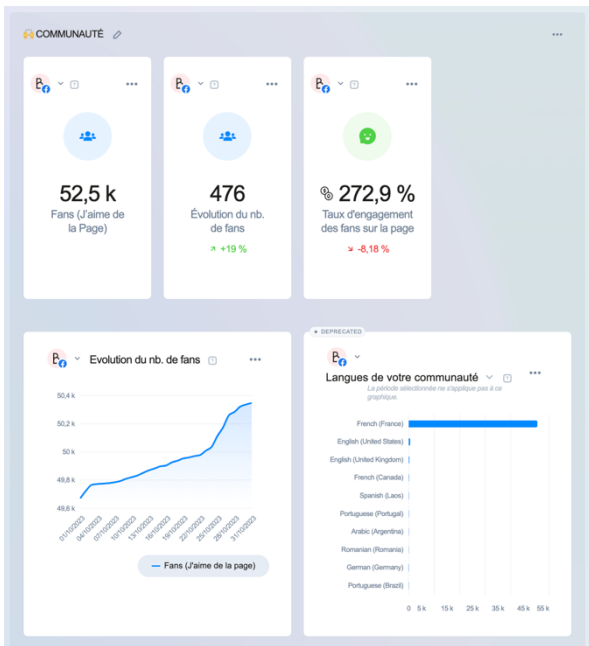 COMMUNAUTÉ
52,5 k
Fans (J'aime de
la Page)
476
Évolution du nb.
de fans
+19 %
272,9 %
Taux d'engagement
des fans sur la page
-8,18 %
Evolution du nb. de fans
50,4 k
50,2 k
50 k
49,8 k
49,6 k
01/10/2023
04/10/2023
07/10/2023
10/10/2023
13/10/2023
16/10/2023
19/10/2023
22/10/2023
25/10/2023
28/10/2023
31/10/2023
Fans (J'aime de la page)
DEPRECATED
Langues de votre communauté
La période sélectionnée ne s'applique pas à ce
graphique.
French (France)
English (United States)
English (United Kingdom)
French (Canada)
Spanish (Laos)
Portuguese (Portugal)
Arabic (Argentina)
Romanian (Romania)
German (Germany)
Portuguese (Brazil)
0 5 k 15 k 25 k 35 k 45 k 55 k